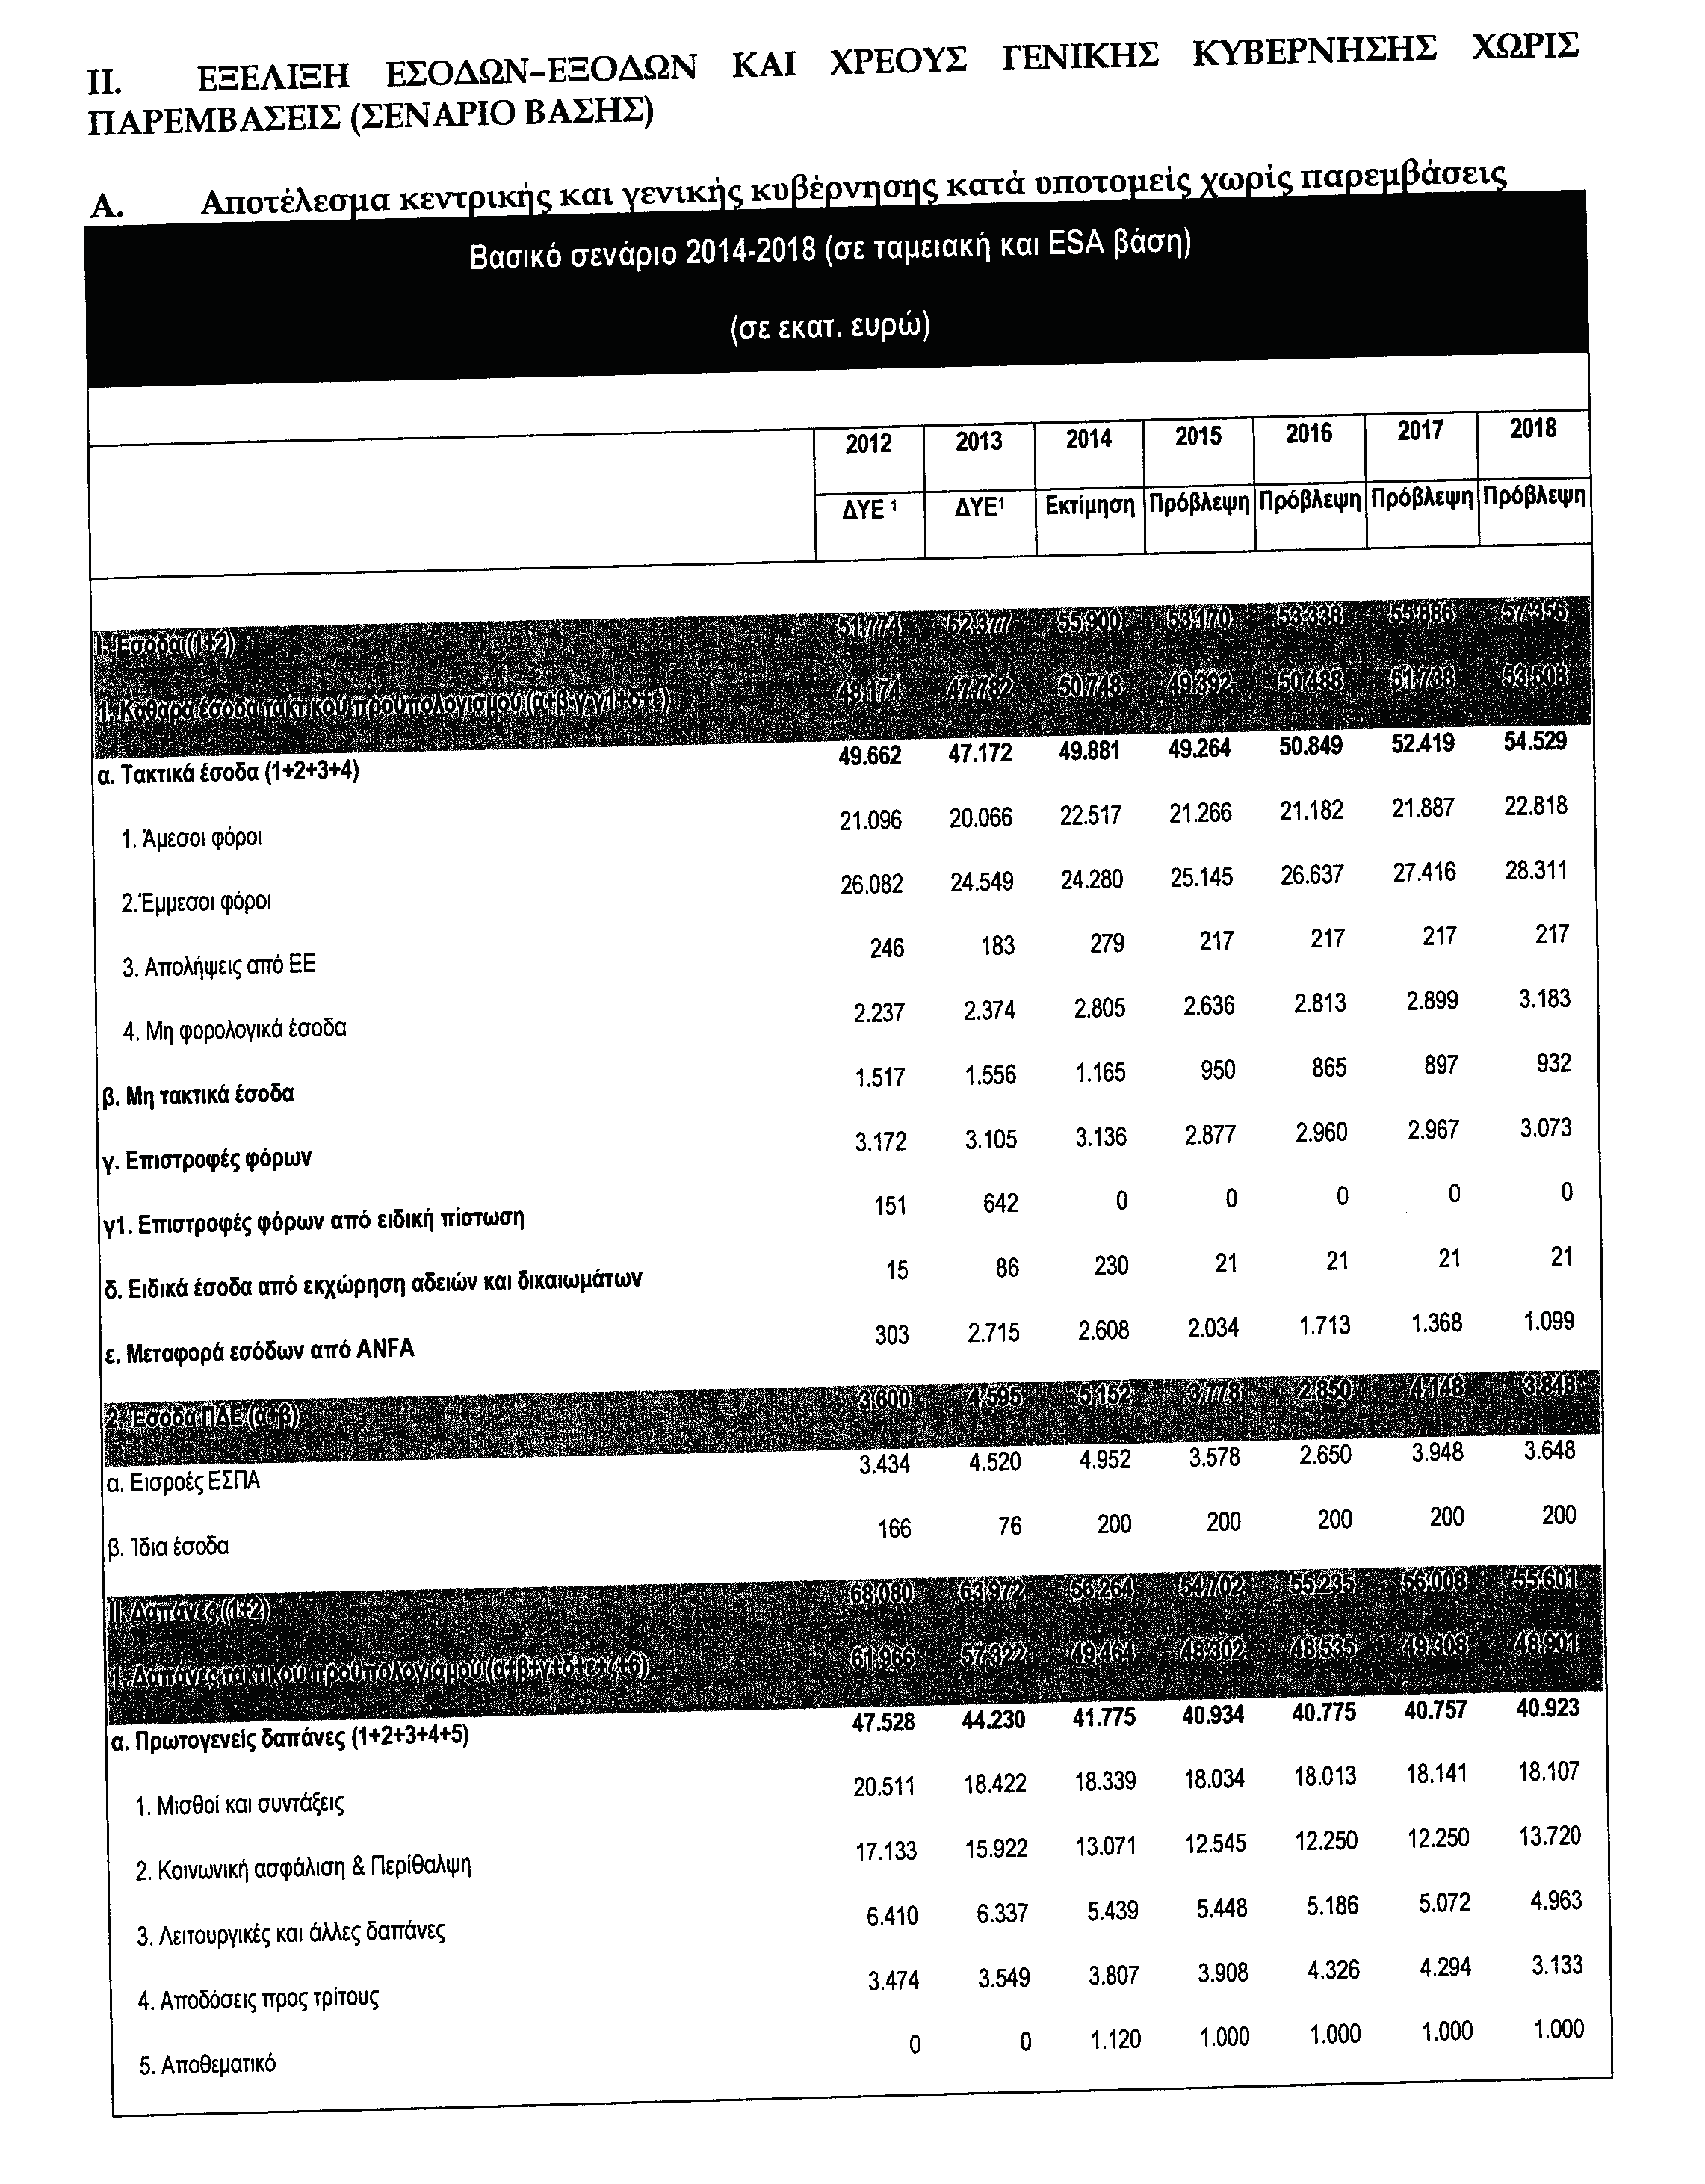 II. ΕΞΕΛΙΞΗ ΕΣΟΔΩΝ-ΕΞΟΔΩΝ ΚΑΙ ΧΡΕΟΥΣ ΓΕΝΙΚΗΣ ΚΥΒΕΡΝΗΣΗΣ ΧΩΡΙΣ
ΠΑΡΕΜΒΑΣΕΙΣ (ΣΕΝΑΡΙΟ ΒΑΣΗΣ)
Α. Αποτέλεσμα κεντρικής και γενικής κυβέρνησης κατά υποτομείς χωρίς παρεμβάσεις
Βασικό σενάριο 2014-2018 (σε ταμειακή και ESA βάση)
(σε εκατ. ευρώ)
2012 2013 2014 2015 2016 2017 2018
ΔΥΕ ¹ ΔΥΕ¹ Εκτίμηση Πρόβλεψη Πρόβλεψη Πρόβλεψη Πρόβλεψη
Ι. Έσοδα (1+2) 51.774 52.377 55.900 53.170 53.338 55.886 57.356
1. Καθαρά έσοδα τακτικού προϋπολογισμού (α+β-γ-γ1+δ+ε) 48.174 47.782 50.748 49.392 50.488 51.738 53.508
α. Τακτικά έσοδα (1+2+3+4) 49.662 47.172 49.881 49.264 50.849 52.419 54.529
1. Άμεσοι φόροι 21.096 20.066 22.517 21.266 21.182 21.887 22.818
2.Έμμεσοι φόροι 26.082 24.549 24.280 25.145 26.637 27.416 28.311
3. Απολήψεις από ΕΕ 246 183 279 217 217 217 217
4. Μη φορολογικά έσοδα 2.237 2.374 2.805 2.636 2.813 2.899 3.183
β. Μη τακτικά έσοδα 1.517 1.556 1.165 950 865 897 932
γ. Επιστροφές φόρων 3.172 3.105 3.136 2.877 2.960 2.967 3.073
γ1. Επιστροφές φόρων από ειδική πίστωση 151 642 0 0 0 0 0
δ. Ειδικά έσοδα από εκχώρηση αδειών και δικαιωμάτων 15 86 230 21 21 21 21
ε. Μεταφορά εσόδων από ANFA 303 2.715 2.608 2.034 1.713 1.368 1.099
2. Έσοδα ΠΔΕ (α+β) 3.600 4.595 5.152 3.778 2.850 4.148 3.848
α. Εισροές ΕΣΠΑ 3.434 4.520 4.952 3.578 2.650 3.948 3.648
β. Ίδια έσοδα 166 76 200 200 200 200 200
ΙΙ. Δαπάνες (1+2) 68.080 63.972 56.264 54.702 55.235 56.008 55.601
1. Δαπάνες τακτικού προϋπολογισμού (α+β+γ+δ+ε+ζ+6) 61.966 57.322 49.464 48.302 48.535 49.308 48.901
α. Πρωτογενείς δαπάνες (1+2+3+4+5) 47.528 44.230 41.775 40.934 40.775 40.757 40.923
1. Μισθοί και συντάξεις 20.511 18.422 18.339 18.034 18.013 18.141 18.107
2. Κοινωνική ασφάλιση & Περίθαλψη 17.133 15.922 13.071 12.545 12.250 12.250 13.720
3. Λειτουργικές και άλλες δαπάνες 6.410 6.337 5.439 5.448 5.186 5.072 4.963
4. Αποδόσεις προς τρίτους 3.474 3.549 3.807 3.908 4.326 4.294 3.133
5. Αποθεματικό 0 0 1.120 1.000 1.000 1.000 1.000